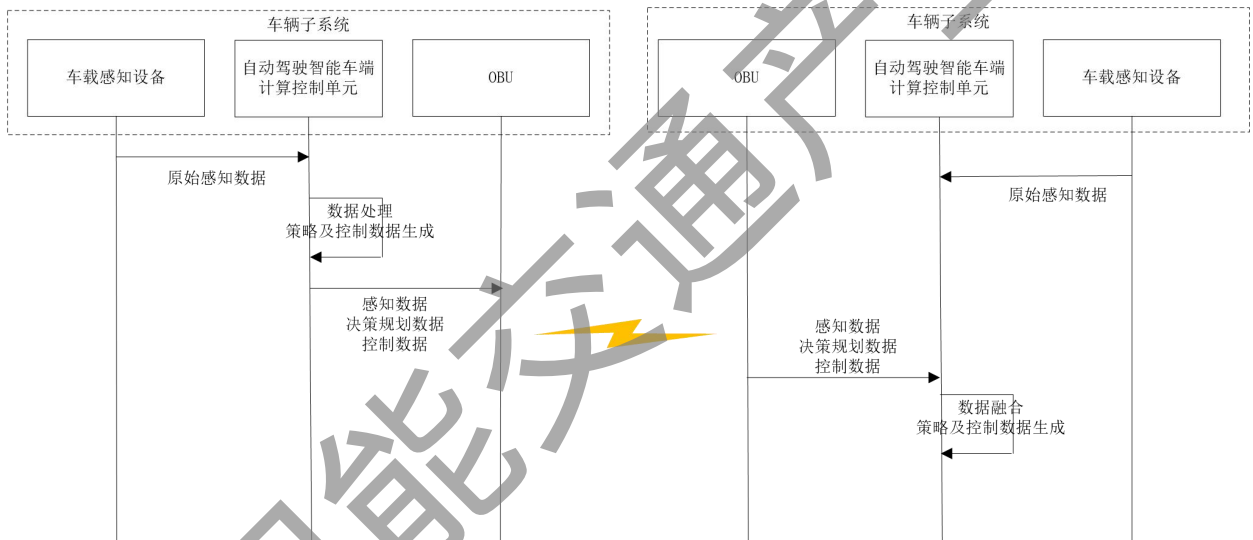 车辆子系统
车载感知设备
自动驾驶智能车端
计算控制单元
OBU
原始感知数据
数据处理
策略及控制数据生成
感知数据
决策规划数据
控制数据
车辆子系统
OBU
自动驾驶智能车端
计算控制单元
车载感知设备
原始感知数据
感知数据
决策规划数据
控制数据
数据融合
策略及控制数据生成
能交通产